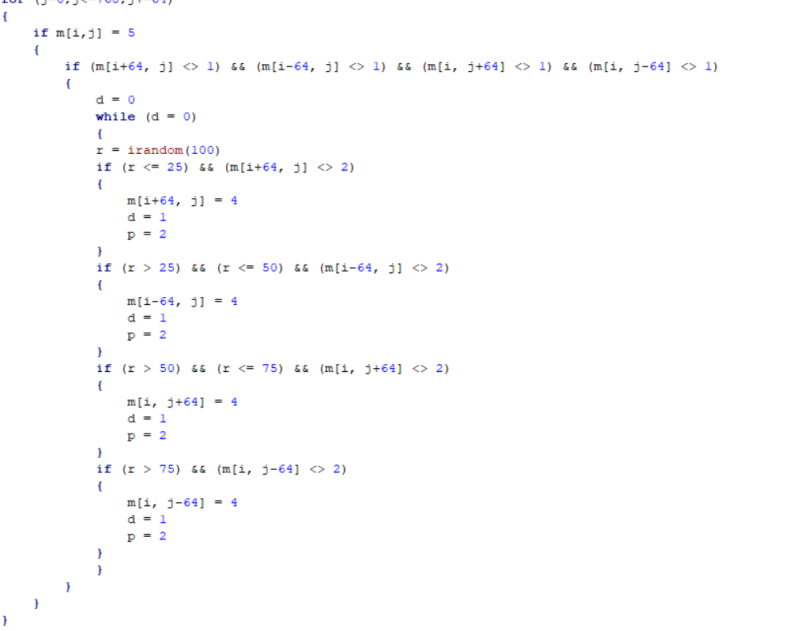 {
if m[i,j] = 5
{
if (m[i+64, j] <> 1) && (m[i-64, j] <> 1) && (m[i, j+64] <> 1) && (m[i, j-64] <> 1)
{
d = 0
while (d = 0)
{
r = irandom(100)
if (r <= 25) && (m[i+64, j] <> 2)
{
m[i+64, j] = 4
d = 1
p = 2
}
if (r > 25) && (r <= 50) && (m[i-64, j] <> 2)
{
m[i-64, j] = 4
d = 1
p = 2
}
if (r > 50) && (r <= 75) && (m[i, j+64] <> 2)
{
m[i, j+64] = 4
d = 1
p = 2
}
if (r > 75) && (m[i, j-64] <> 2)
{
m[i, j-64] = 4
d = 1
p = 2
}
}
}
}
}